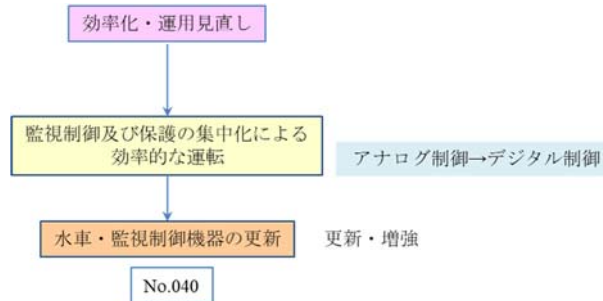 効率化・運用見直し
監視制御及び保護の集中化による
効率的な運転
アナログ制御→デジタル制御
水車・監視制御機器の更新
更新・増強
No.040